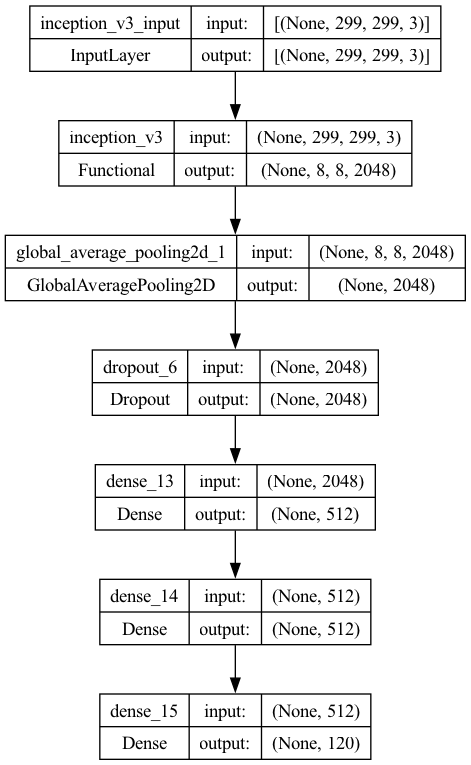 inception_v3_input input: [(None, 299, 299, 3)]
InputLayer output: [(None, 299, 299, 3)]
inception_v3 input: (None, 299, 299, 3)
Functional output: (None, 8, 8, 2048)
global_average_pooling2d_1 input: (None, 8, 8, 2048)
GlobalAveragePooling2D output: (None, 2048)
dropout_6 input: (None, 2048)
Dropout output: (None, 2048)
dense_13 input: (None, 2048)
Dense output: (None, 512)
dense_14 input: (None, 512)
Dense output: (None, 512)
dense_15 input: (None, 512)
Dense output: (None, 120)